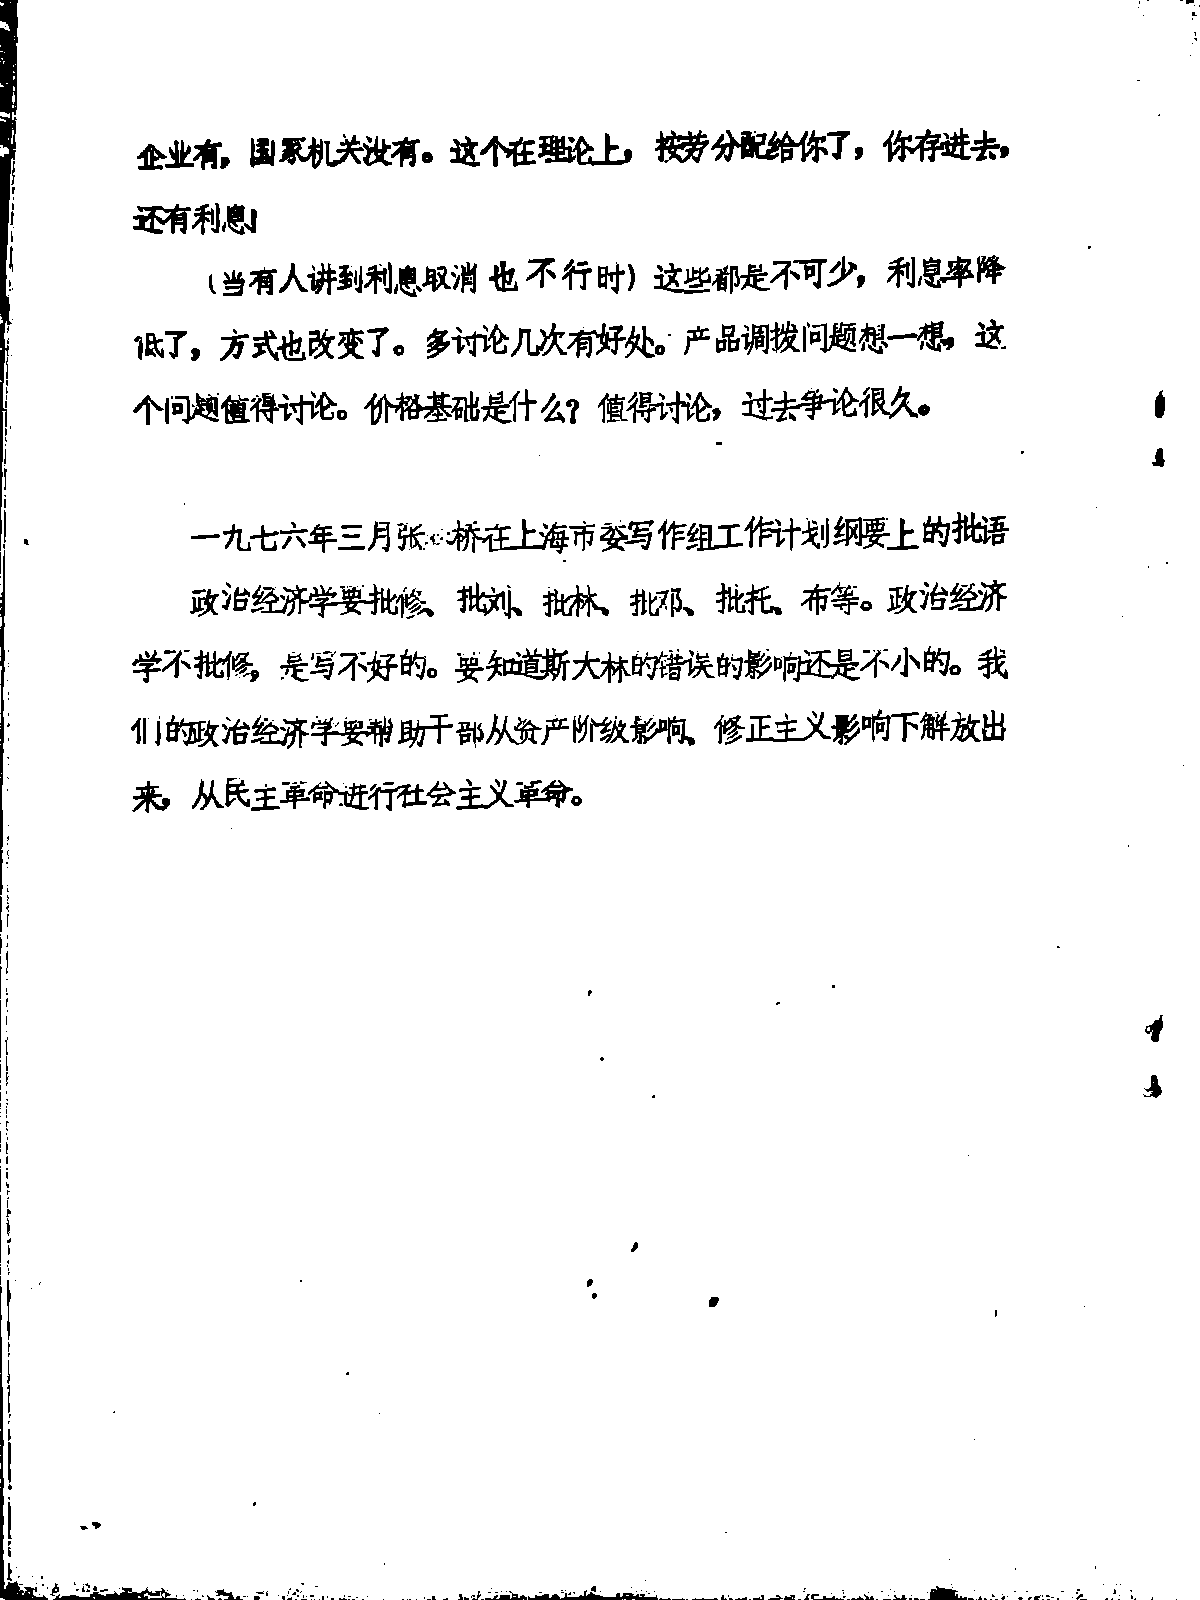 企业有，国家机关没有。这个在理论上，按劳分配给你了，你存进去，
还有利息！
（当有人讲到利息取消也不行时）这些都是不可少，利息率降
低了，方式也改变了。多讨论几次有好处。产品调拨问题想一想，这
个问题值得讨论。价格基础是什么？值得讨论，过去争论很久。
一九七六年三月张桥在上海市委写作组工作计划纲要上的批语
政治经济学要批修、批刘、批林、批邓、批托、布等。政治经济
学不批修，是写不好的。要知道斯大林的错误的影响还是不小的。我
们的政治经济学要帮助干部从资产阶级影响、修正主义影响下解放出
来，从民主革命进行社会主义革命。